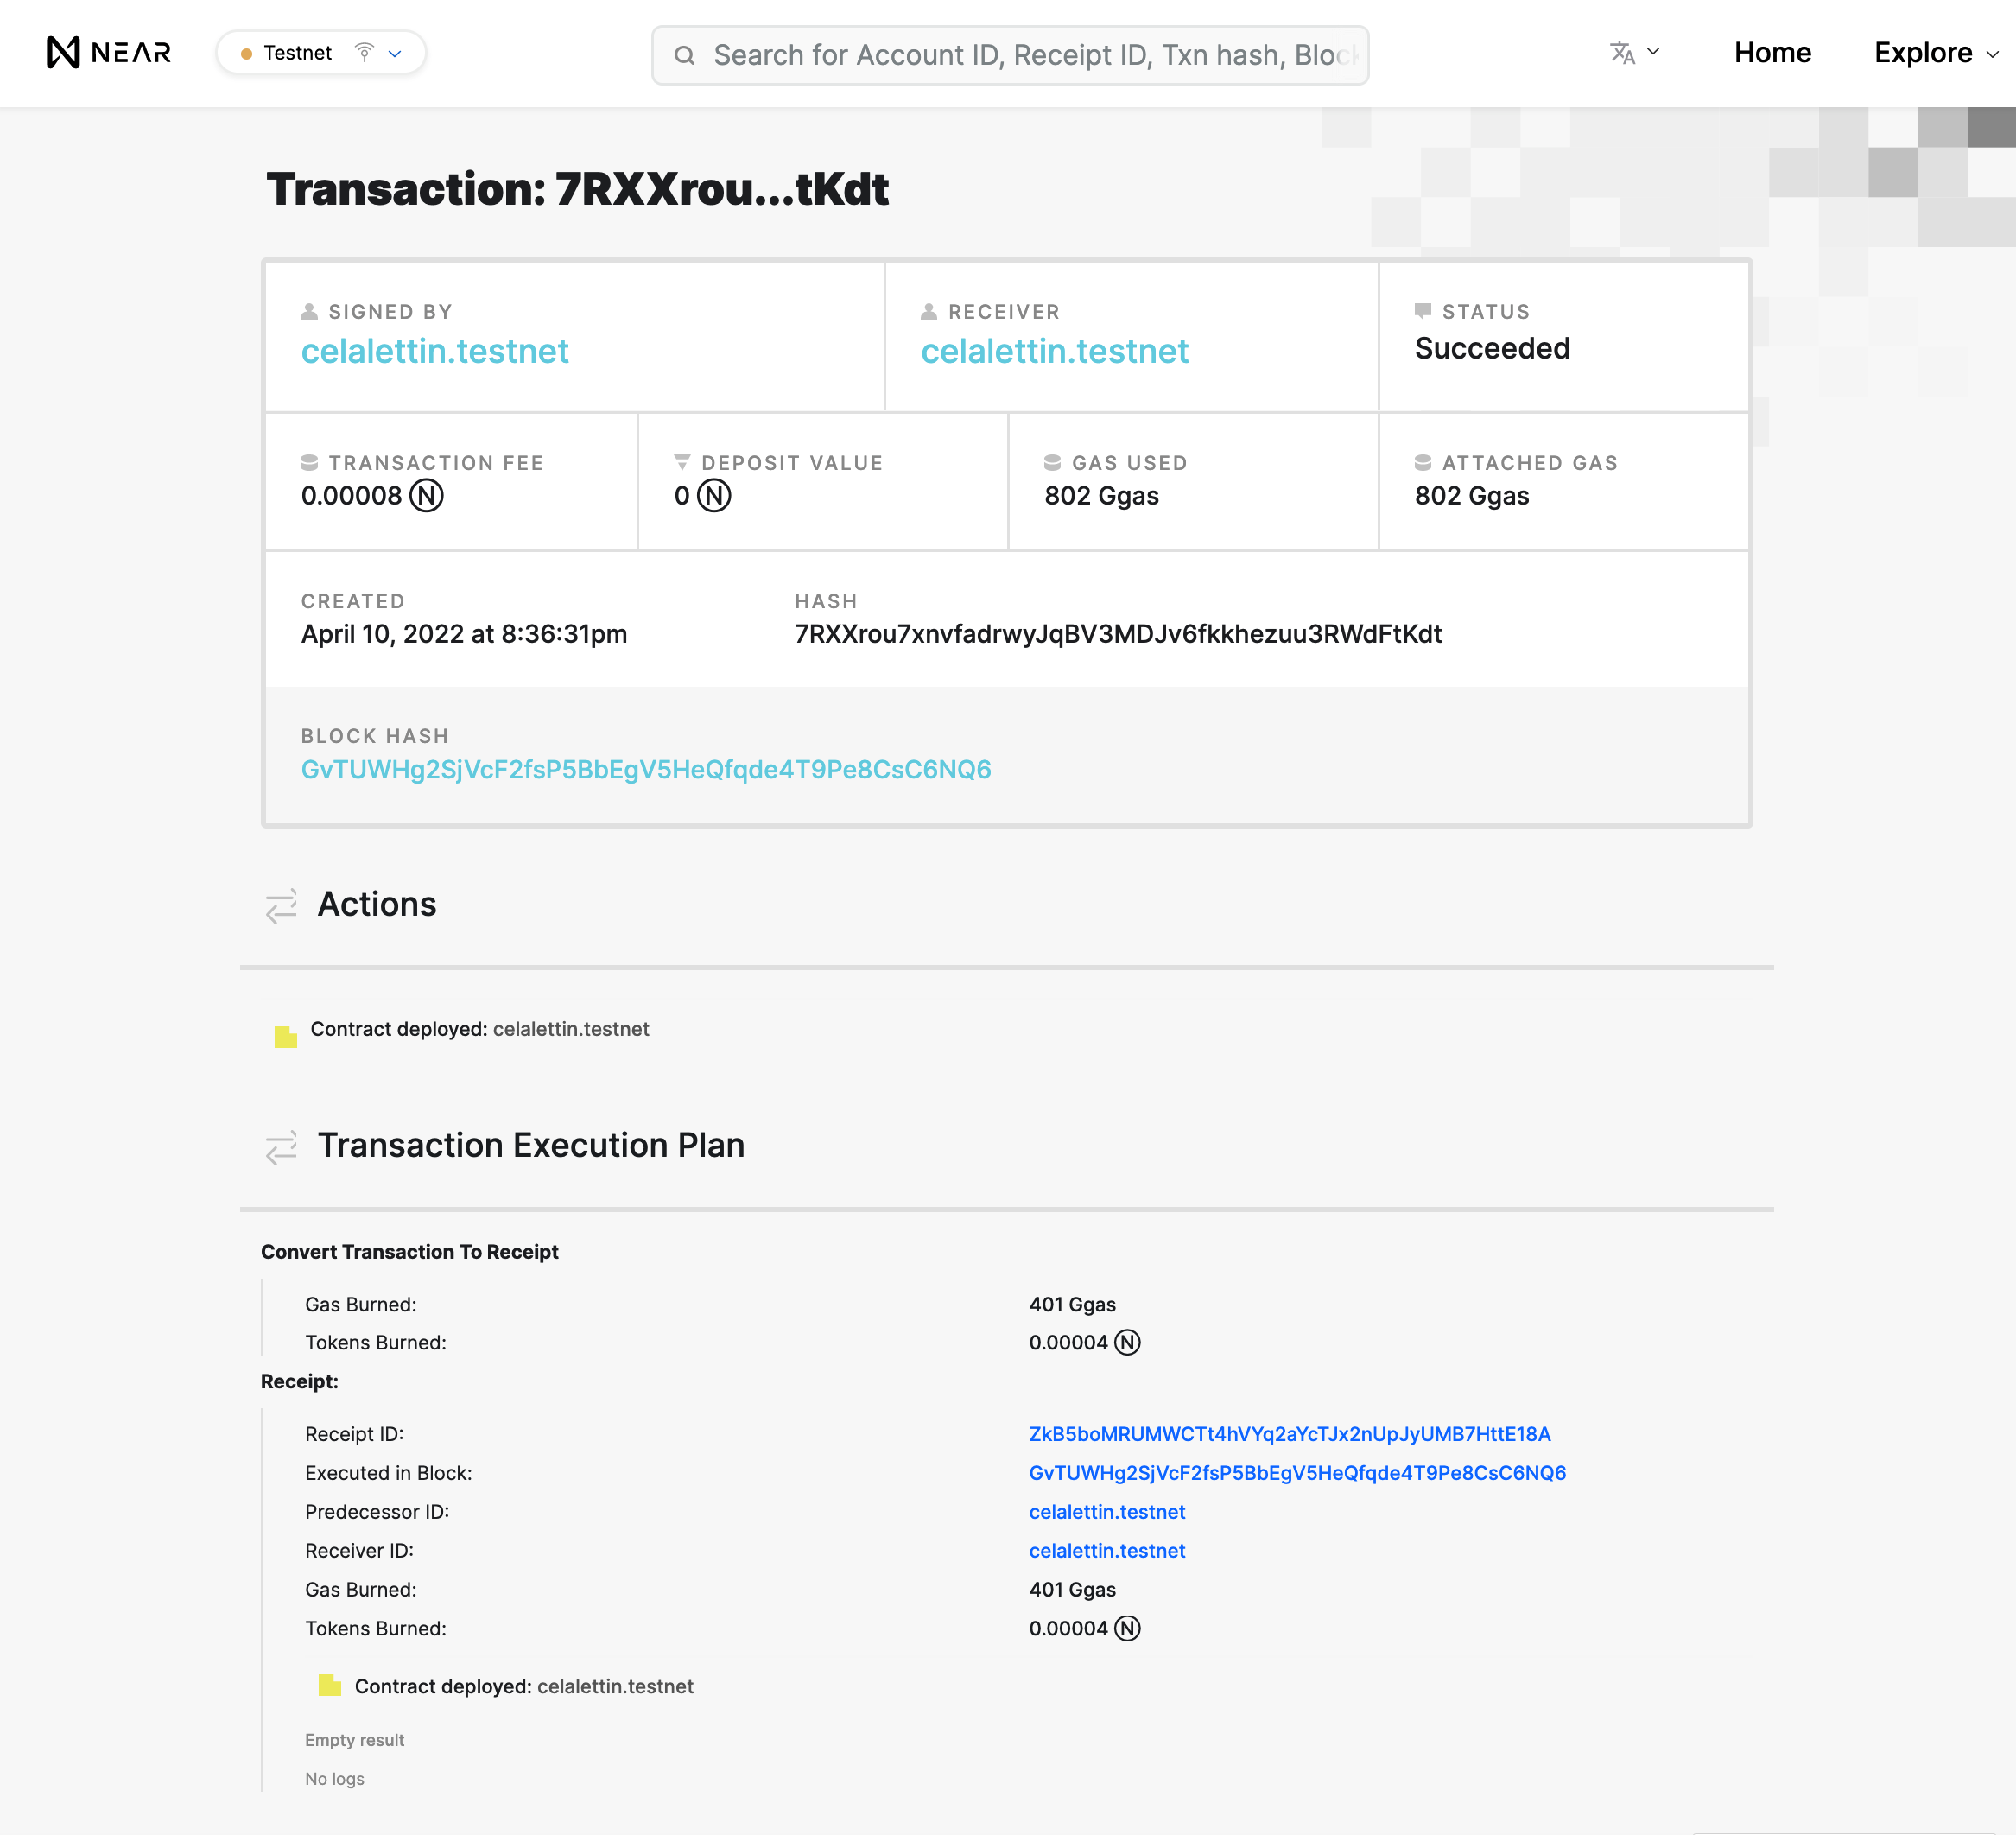 NEAR
Testnet
Search for Account ID, Receipt ID, Txn hash, Block
Home
Explore
Transaction: 7RXXrou...tKdt
SIGNED BY
celalettin.testnet
RECEIVER
celalettin.testnet
STATUS
Succeeded
TRANSACTION FEE
0.00008 Ⓝ
DEPOSIT VALUE
0 Ⓝ
GAS USED
802 Ggas
ATTACHED GAS
802 Ggas
CREATED
April 10, 2022 at 8:36:31pm
HASH
7RXXrou7xnvfadrwyJqBV3MDJv6fkkhezuu3RWdFtKdt
BLOCK HASH
GvTUWHg2SjVcF2fsP5BbEgV5HeQfqde4T9Pe8CsC6NQ6
Actions
Contract deployed: celalettin.testnet
Transaction Execution Plan
Convert Transaction To Receipt
Gas Burned: 401 Ggas
Tokens Burned: 0.00004 Ⓝ
Receipt:
Receipt ID: ZkB5boMRUMWCTt4hVYq2aYcTJx2nUpJyUMB7HttE18A
Executed in Block: GvTUWHg2SjVcF2fsP5BbEgV5HeQfqde4T9Pe8CsC6NQ6
Predecessor ID: celalettin.testnet
Receiver ID: celalettin.testnet
Gas Burned: 401 Ggas
Tokens Burned: 0.00004 Ⓝ
Contract deployed: celalettin.testnet
Empty result
No logs